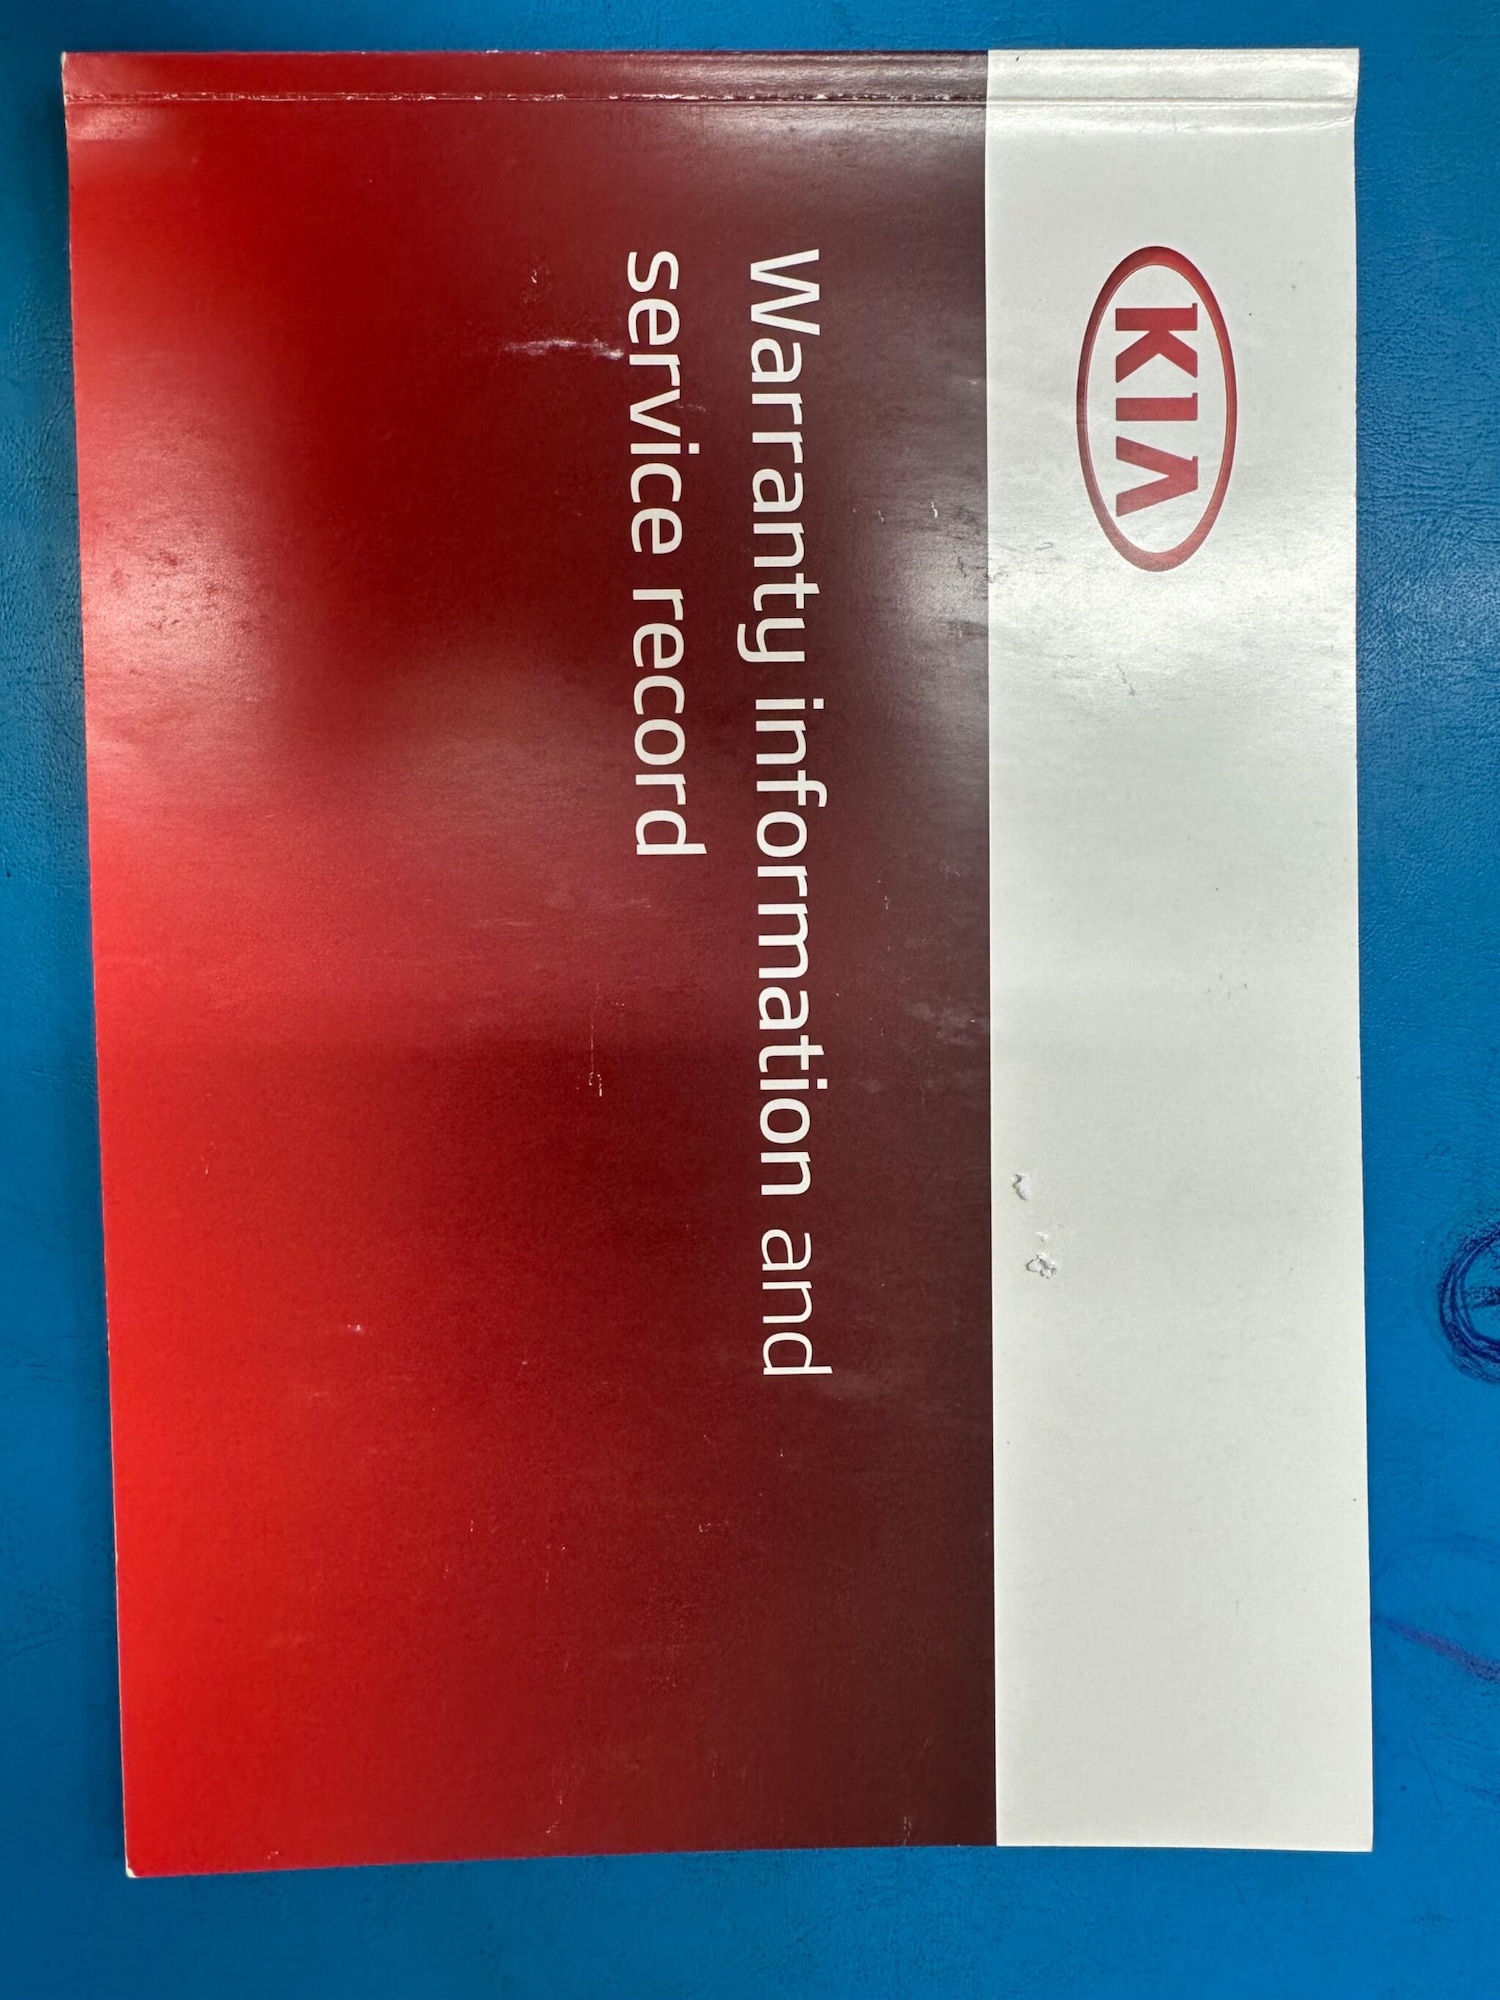 KIA
Warranty information and
service record